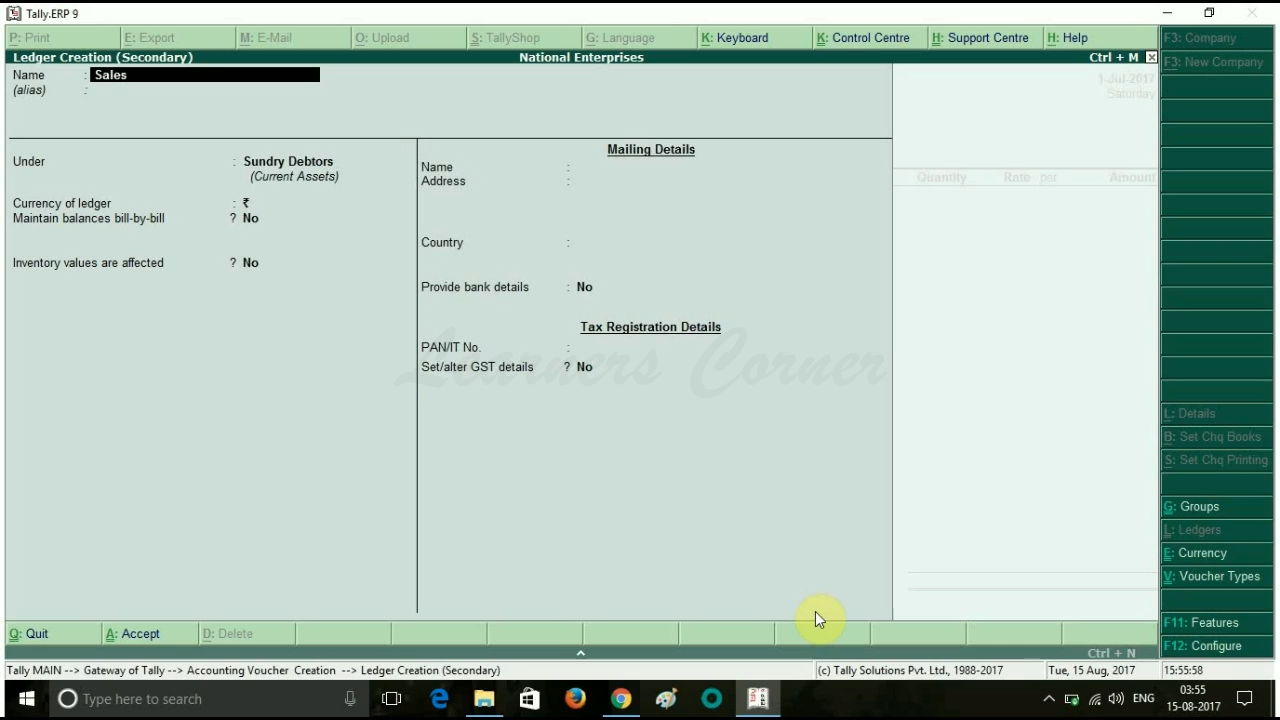 Tally.ERP 9
P: Print E: Export M: E-Mail O: Upload S: TallyShop G: Language K: Keyboard K: Control Centre H: Support Centre H: Help
F3: Company
Ledger Creation (Secondary) National Enterprises Ctrl + M
F3: New Company
Name : Sales
(alias) :
1-Jul-2017
Saturday
Under : Sundry Debtors
(Current Assets)
Currency of ledger : ₹
Maintain balances bill-by-bill ? No
Inventory values are affected ? No
Mailing Details
Name :
Address :
Country :
Provide bank details : No
Tax Registration Details
PAN/IT No. :
Set/alter GST details ? No
Learners Corner
Quantity Rate per Amount
L: Details
B: Set Chq Books
S: Set Chq Printing
G: Groups
L: Ledgers
E: Currency
V: Voucher Types
F11: Features
F12: Configure
Q: Quit A: Accept D: Delete
Ctrl + N
Tally MAIN --> Gateway of Tally --> Accounting Voucher Creation --> Ledger Creation (Secondary) (c) Tally Solutions Pvt. Ltd., 1988-2017 Tue, 15 Aug, 2017 15:55:58
Type here to search ENG 03:55
15-08-2017